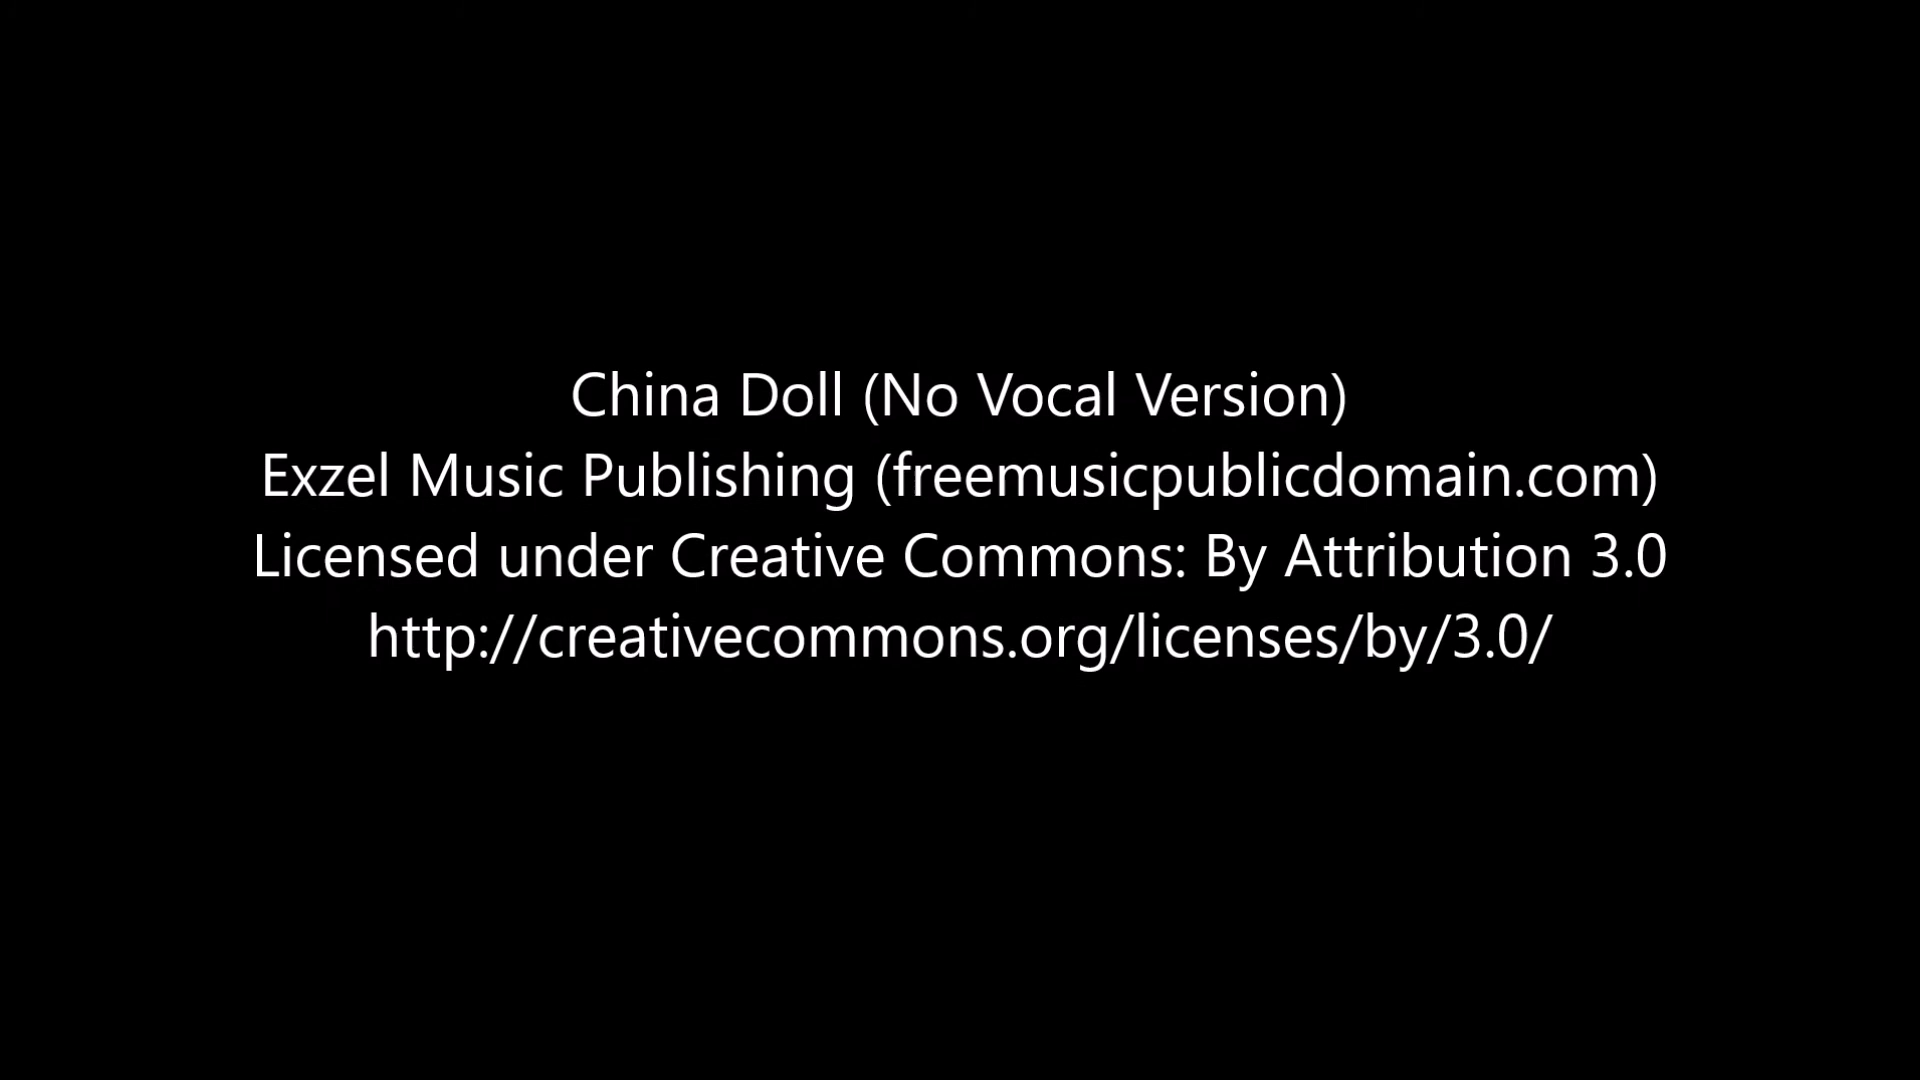 China Doll (No Vocal Version)
Exzel Music Publishing (freemusicpublicdomain.com)
Licensed under Creative Commons: By Attribution 3.0
http://creativecommons.org/licenses/by/3.0/